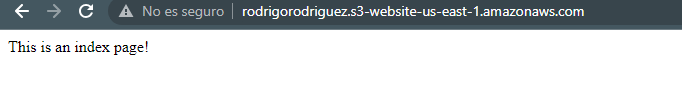 No es seguro rodrigorodriguez.s3-website-us-east-1.amazonaws.com
This is an index page!